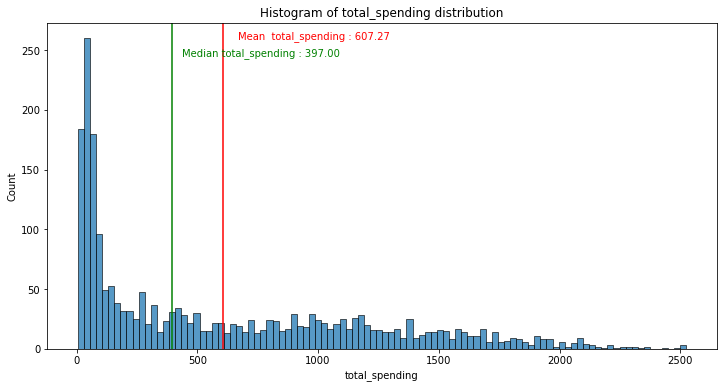 Histogram of total_spending distribution
Mean  total_spending : 607.27
Median total_spending : 397.00
250
200
150
100
50
0
Count
0
500
1000
1500
2000
2500
total_spending